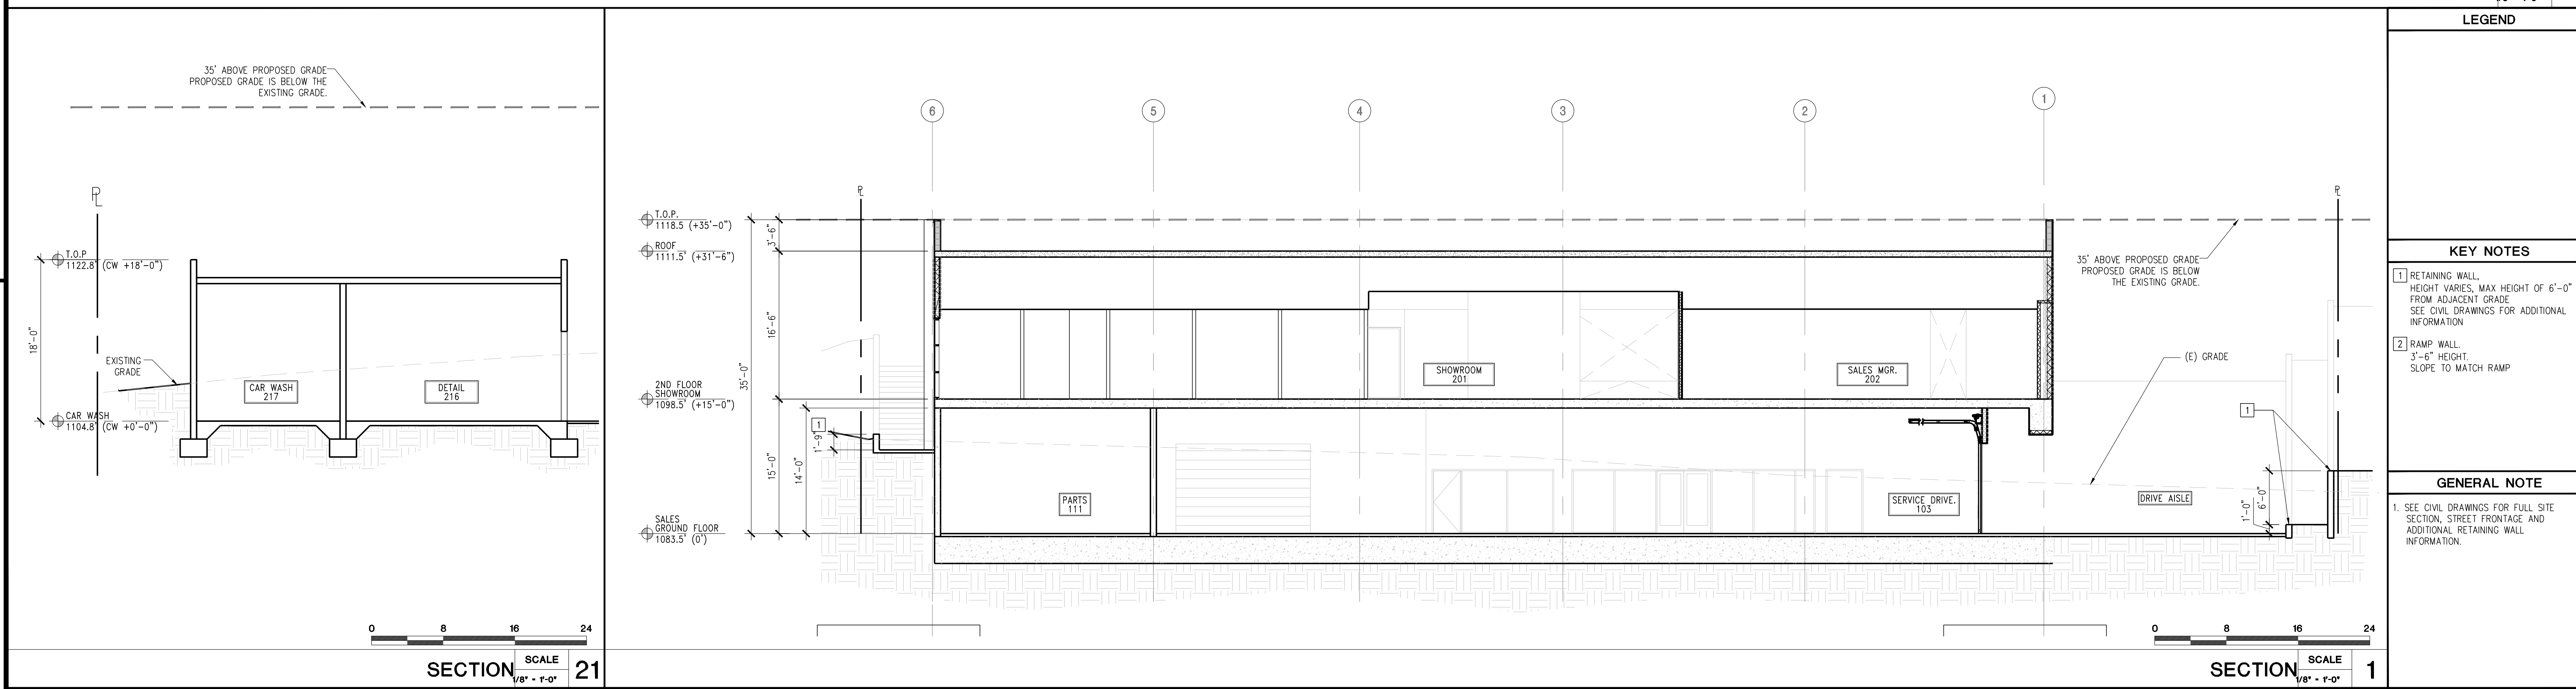 35' ABOVE PROPOSED GRADE
PROPOSED GRADE IS BELOW THE
EXISTING GRADE.
PL
T.O.P
1122.8' (CW +18'-0")
18'-0"
EXISTING
GRADE
CAR WASH
217
DETAIL
216
CAR WASH
1104.8' (CW +0'-0")
0 8 16 24
SECTION
SCALE
1/8" = 1'-0"
21
6 5 4 3 2 1
PL
PL
T.O.P.
1118.5 (+35'-0")
ROOF
1111.5' (+31'-6")
3'-6"
16'-6"
35'-0"
2ND FLOOR
SHOWROOM
1098.5' (+15'-0")
1
1'-9"
15'-0"
14'-0"
SALES
GROUND FLOOR
1083.5' (0')
SHOWROOM
201
SALES MGR.
202
PARTS
111
SERVICE DRIVE.
103
DRIVE AISLE
35' ABOVE PROPOSED GRADE
PROPOSED GRADE IS BELOW
THE EXISTING GRADE.
(E) GRADE
1
1'-0"
6'-0"
0 8 16 24
SECTION
SCALE
1/8" = 1'-0"
1
LEGEND
KEY NOTES
1 RETAINING WALL,
HEIGHT VARIES, MAX HEIGHT OF 6'-0"
FROM ADJACENT GRADE
SEE CIVIL DRAWINGS FOR ADDITIONAL
INFORMATION
2 RAMP WALL.
3'-6" HEIGHT.
SLOPE TO MATCH RAMP
GENERAL NOTE
1. SEE CIVIL DRAWINGS FOR FULL SITE
SECTION, STREET FRONTAGE AND
ADDITIONAL RETAINING WALL
INFORMATION.